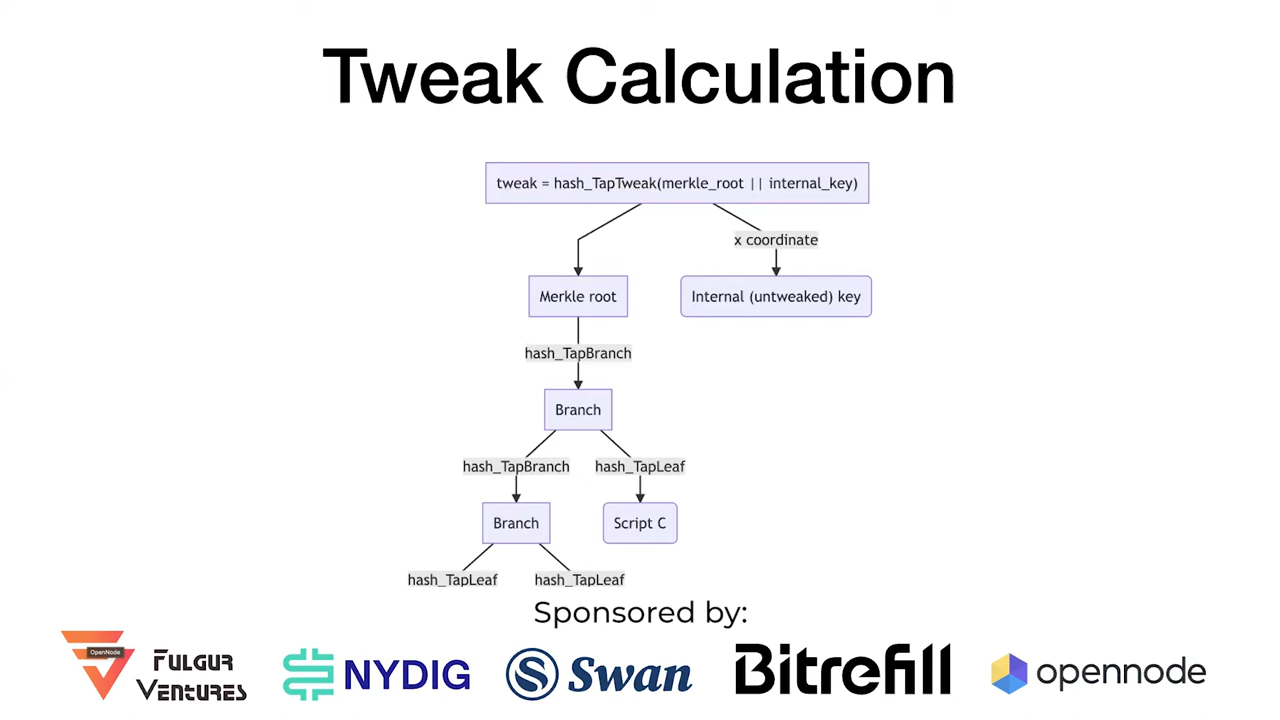 Tweak Calculation
tweak = hash_TapTweak(merkle_root || internal_key)
x coordinate
Merkle root
Internal (untweaked) key
hash_TapBranch
Branch
hash_TapBranch
hash_TapLeaf
Branch
Script C
hash_TapLeaf
hash_TapLeaf
Sponsored by:
OpenNode
FULGUR
VENTURES
NYDIG
Swan
Bitrefill
opennode